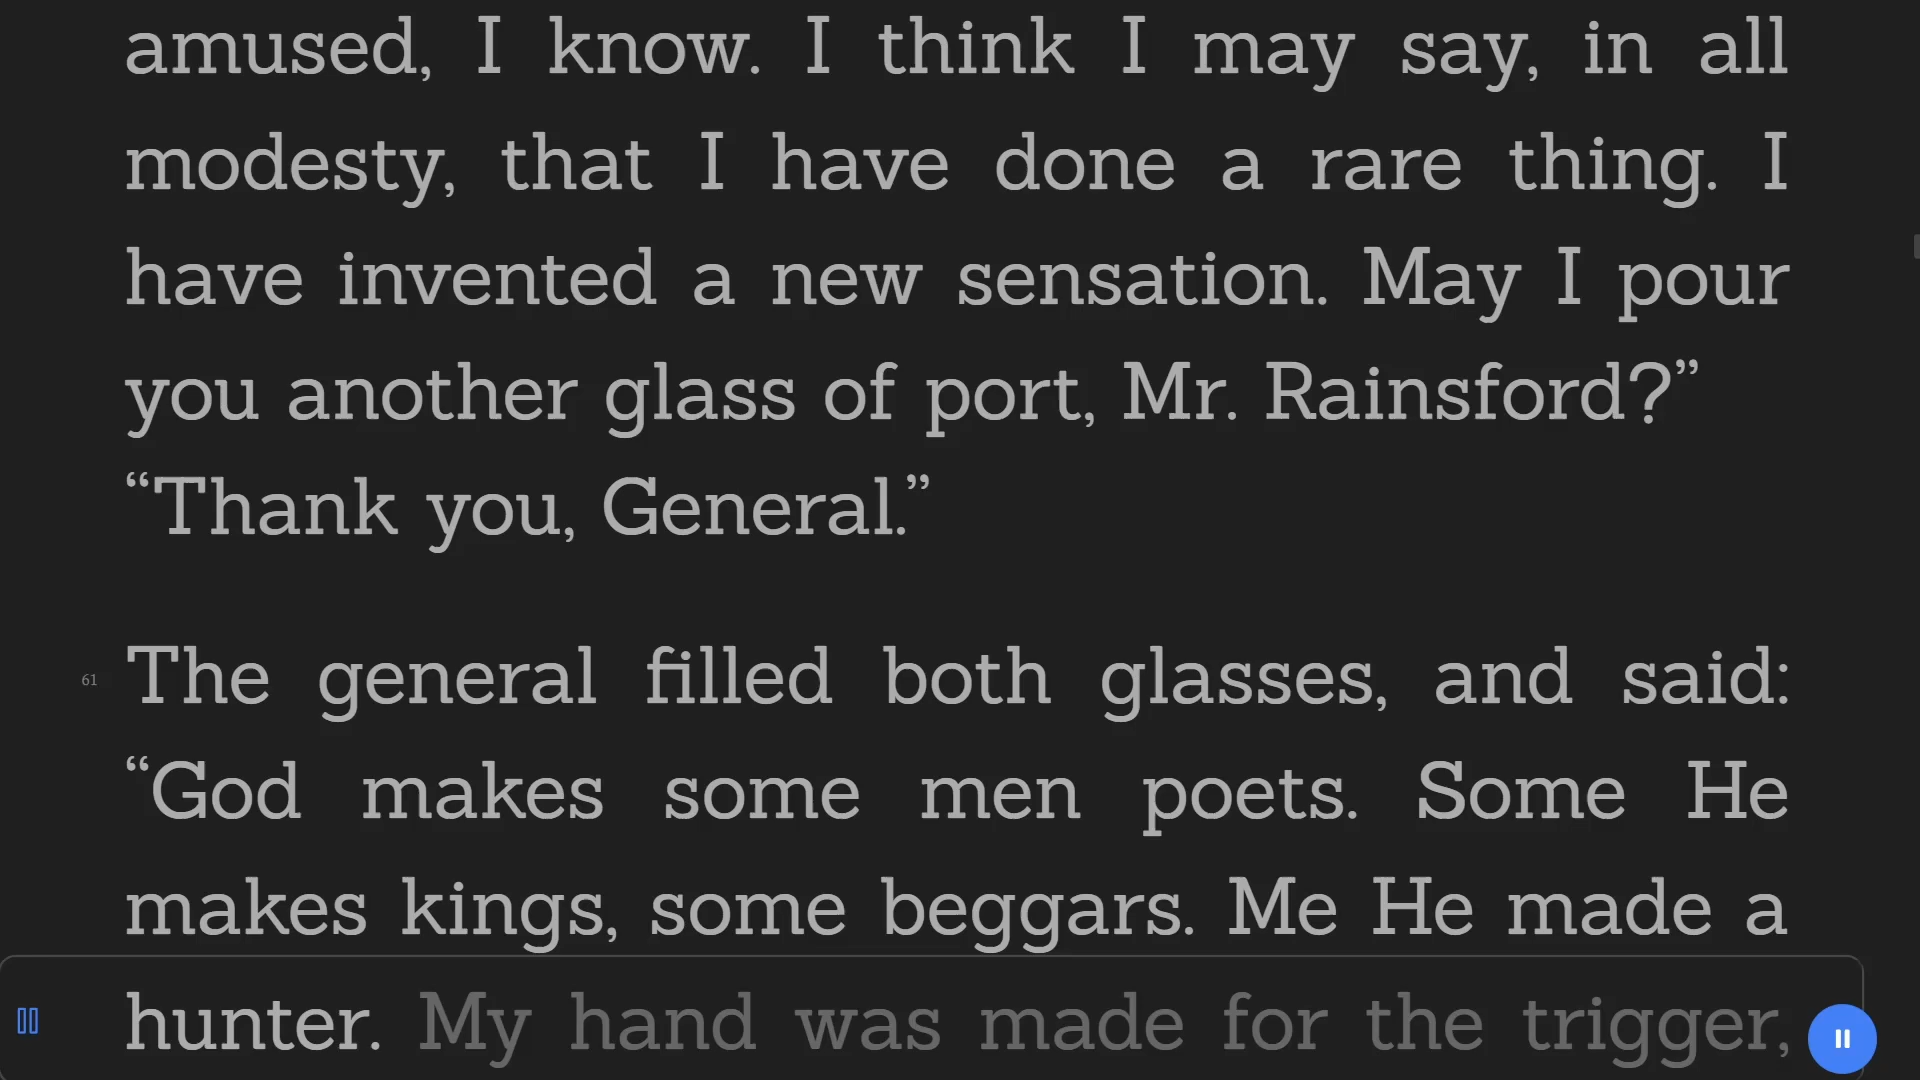 amused, I know. I think I may say, in all
modesty, that I have done a rare thing. I
have invented a new sensation. May I pour
you another glass of port, Mr. Rainsford?”
“Thank you, General.”
61
The general filled both glasses, and said:
“God makes some men poets. Some He
makes kings, some beggars. Me He made a
hunter. My hand was made for the trigger,